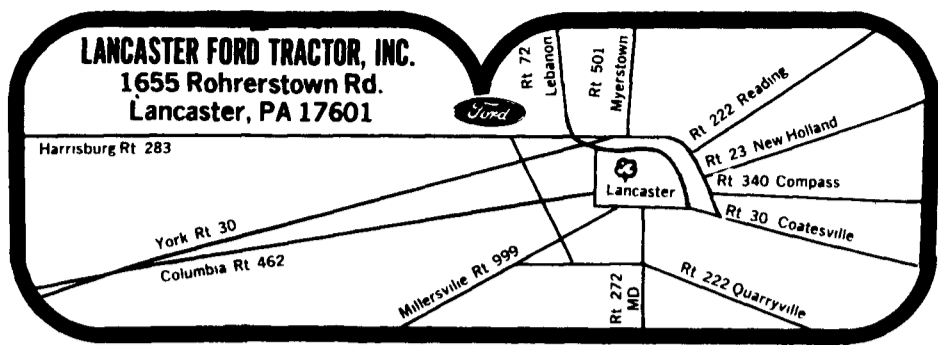 LANCASTER FORD TRACTOR, INC.
1655 Rohrerstown Rd.
Lancaster, PA 17601
Ford
Rt 72
Lebanon
Rt 501
Myerstown
Rt 222 Reading
Rt 23 New Holland
Rt 340 Compass
Rt 30 Coatesville
Harrisburg Rt 283
Lancaster
York Rt 30
Columbia Rt 462
Millersville Rt 999
Rt 272
MD
Rt 222 Quarryville